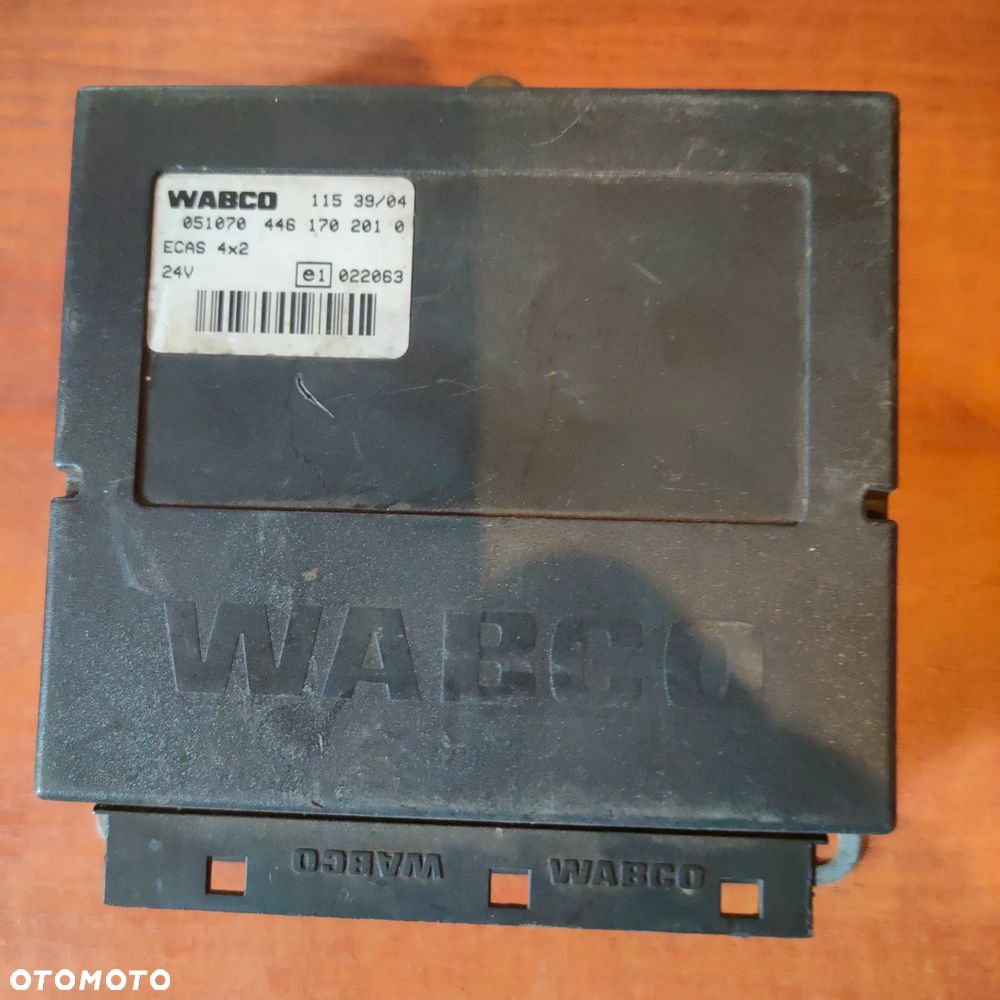 WABCO 115 39/04
051070 446 170 201 0
ECAS 4x2
24V e1 022063
WABCO
WABCO WABCO
OTOMOTO